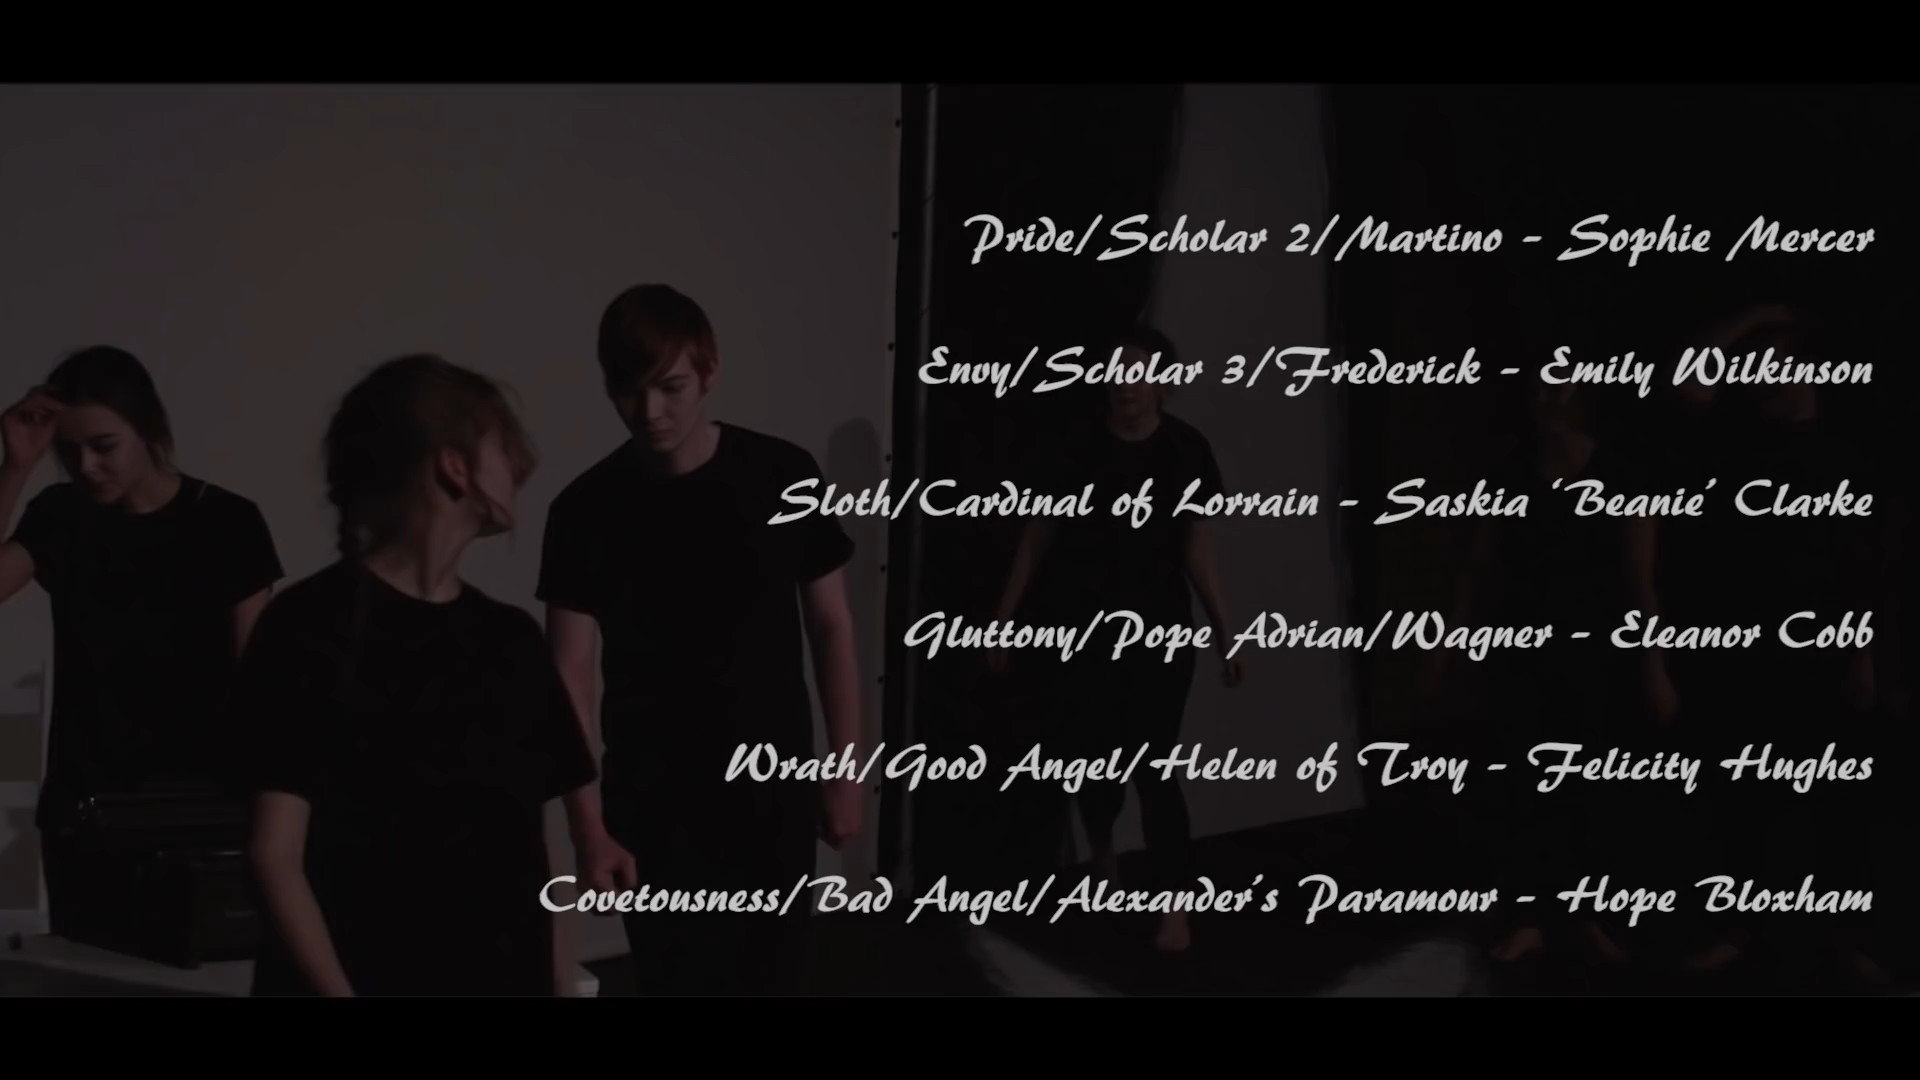 Pride/Scholar 2/Martino - Sophie Mercer
Envy/Scholar 3/Frederick - Emily Wilkinson
Sloth/Cardinal of Lorrain - Saskia ‘Beanie’ Clarke
Gluttony/Pope Adrian/Wagner - Eleanor Cobb
Wrath/Good Angel/Helen of Troy - Felicity Hughes
Covetousness/Bad Angel/Alexander’s Paramour - Hope Bloxham